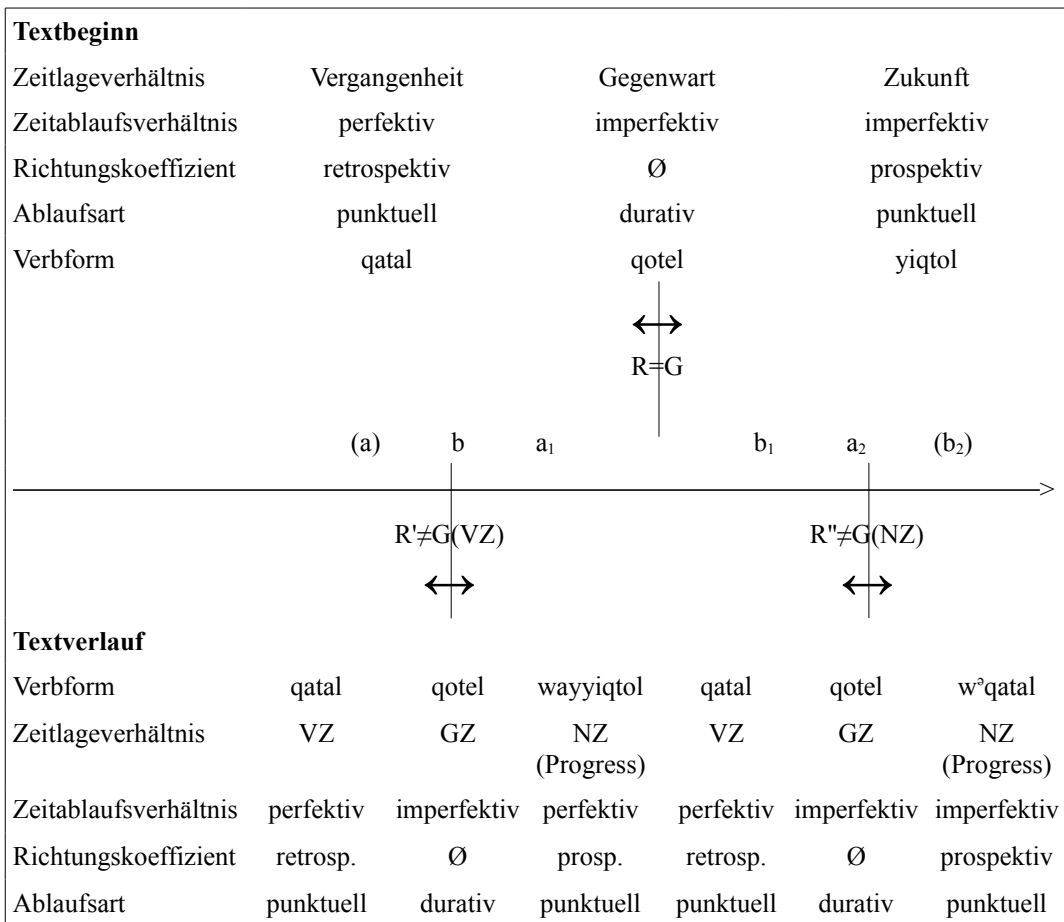 Textbeginn
Zeitlageverhältnis Vergangenheit Gegenwart Zukunft
Zeitablaufsverhältnis perfektiv imperfektiv imperfektiv
Richtungskoeffizient retrospektiv Ø prospektiv
Ablaufsart punktuell durativ punktuell
Verbform qatal qotel yiqtol
R=G
(a) b a₁ b₁ a₂ (b₂)
R'≠G(VZ) R''≠G(NZ)
Textverlauf
Verbform qatal qotel wayyiqtol qatal qotel wᵊqatal
Zeitlageverhältnis VZ GZ NZ VZ GZ NZ
(Progress) (Progress)
Zeitablaufsverhältnis perfektiv imperfektiv perfektiv perfektiv imperfektiv imperfektiv
Richtungskoeffizient retrosp. Ø prosp. retrosp. Ø prospektiv
Ablaufsart punktuell durativ punktuell punktuell durativ punktuell